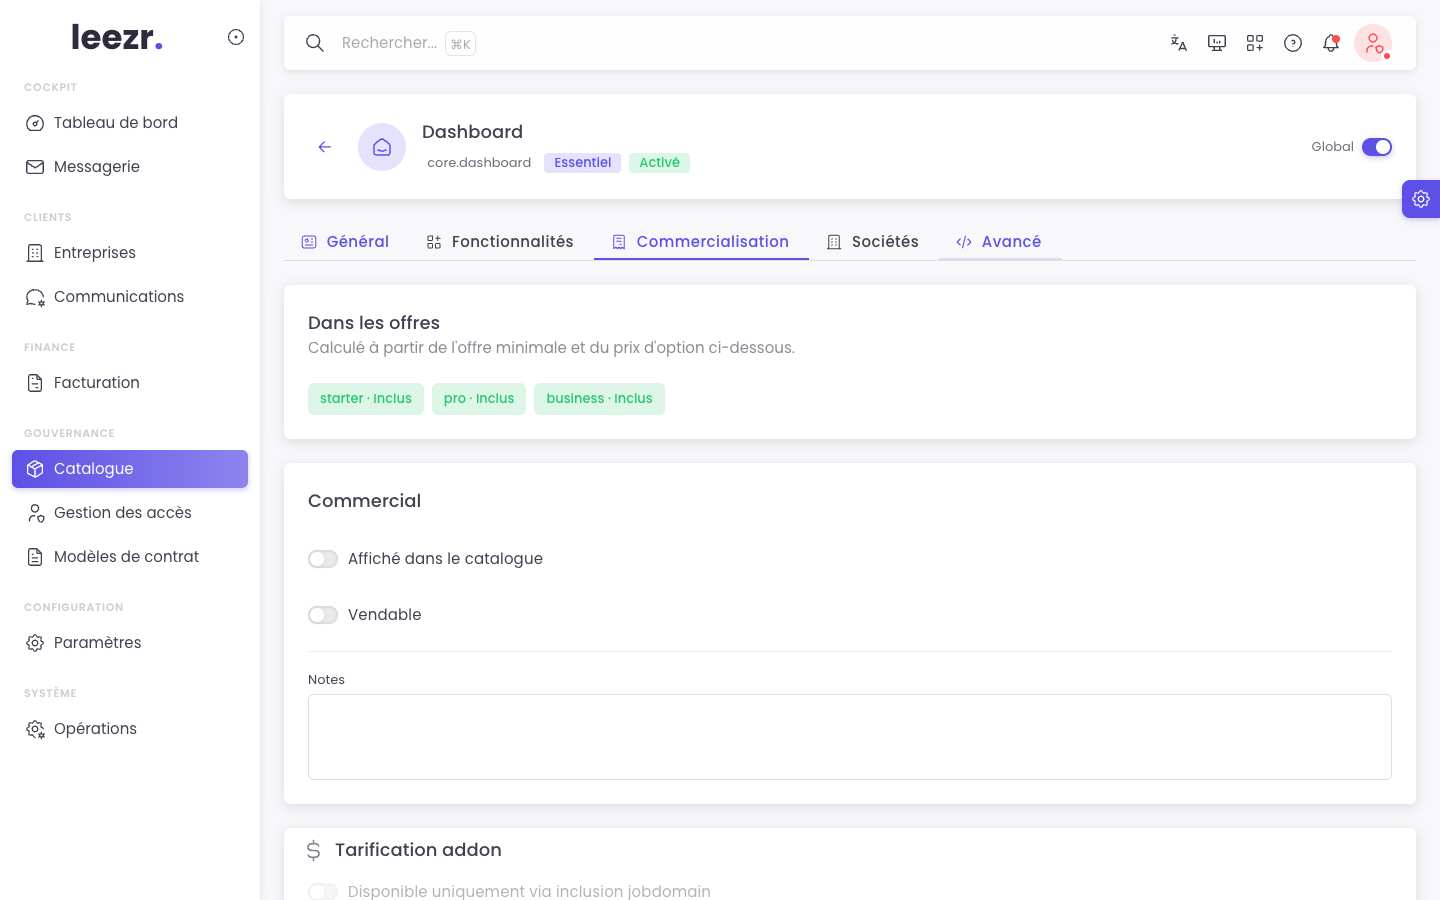 leezr.
Rechercher... ⌘K
COCKPIT
Tableau de bord
Messagerie
CLIENTS
Entreprises
Communications
FINANCE
Facturation
GOUVERNANCE
Catalogue
Gestion des accès
Modèles de contrat
CONFIGURATION
Paramètres
SYSTÈME
Opérations
Dashboard
core.dashboard Essentiel Activé
Global
Général Fonctionnalités Commercialisation Sociétés Avancé
Dans les offres
Calculé à partir de l'offre minimale et du prix d'option ci-dessous.
starter · Inclus pro · Inclus business · Inclus
Commercial
Affiché dans le catalogue
Vendable
Notes
Tarification addon
Disponible uniquement via inclusion jobdomain